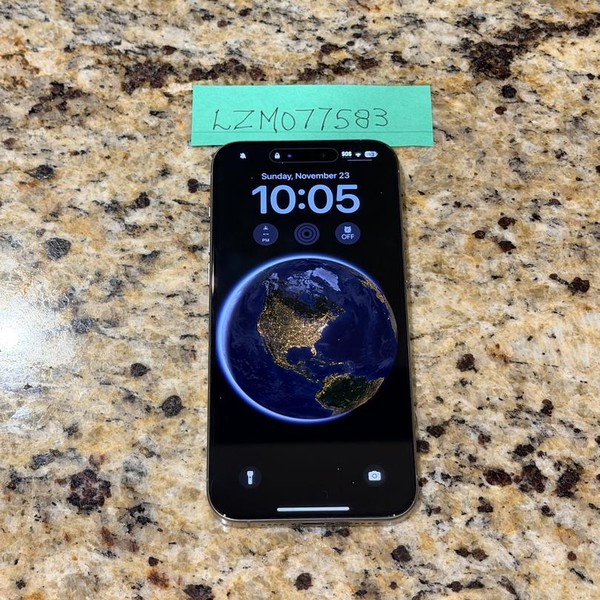 LZM077583
SOS
Sunday, November 23
10:05
PM
OFF